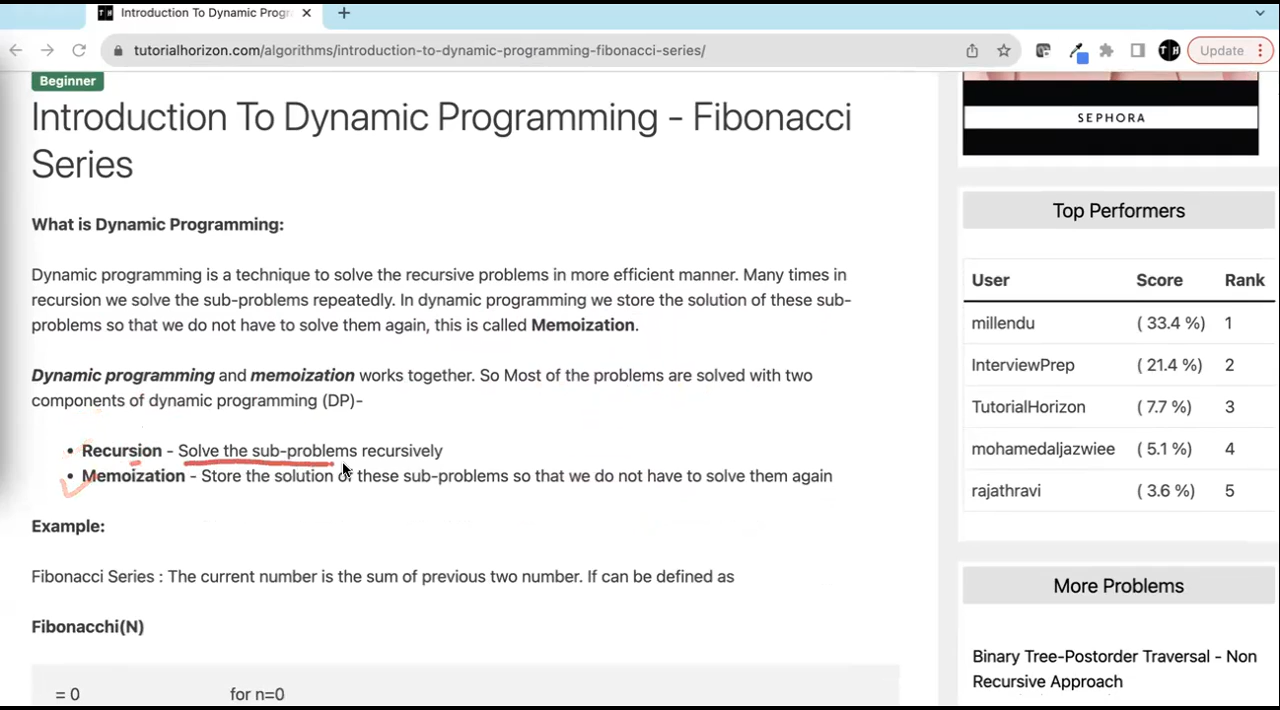 Introduction To Dynamic Progr
tutorialhorizon.com/algorithms/introduction-to-dynamic-programming-fibonacci-series/
TH
Update
Beginner
Introduction To Dynamic Programming - Fibonacci
Series
What is Dynamic Programming:
Dynamic programming is a technique to solve the recursive problems in more efficient manner. Many times in
recursion we solve the sub-problems repeatedly. In dynamic programming we store the solution of these sub-
problems so that we do not have to solve them again, this is called Memoization.
Dynamic programming and memoization works together. So Most of the problems are solved with two
components of dynamic programming (DP)-
• Recursion - Solve the sub-problems recursively
• Memoization - Store the solution of these sub-problems so that we do not have to solve them again
Example:
Fibonacci Series : The current number is the sum of previous two number. If can be defined as
Fibonacchi(N)
= 0 for n=0
SEPHORA
Top Performers
User Score Rank
millendu ( 33.4 %) 1
InterviewPrep ( 21.4 %) 2
TutorialHorizon ( 7.7 %) 3
mohamedaljazwiee ( 5.1 %) 4
rajathravi ( 3.6 %) 5
More Problems
Binary Tree-Postorder Traversal - Non
Recursive Approach